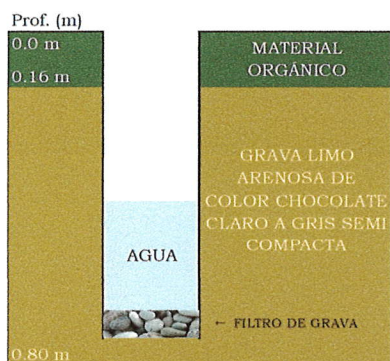 Prof. (m)
0.0 m
0.16 m
MATERIAL
ORGÁNICO
GRAVA LIMO
ARENOSA DE
COLOR CHOCOLATE
CLARO A GRIS SEMI
COMPACTA
AGUA
← FILTRO DE GRAVA
0.80 m